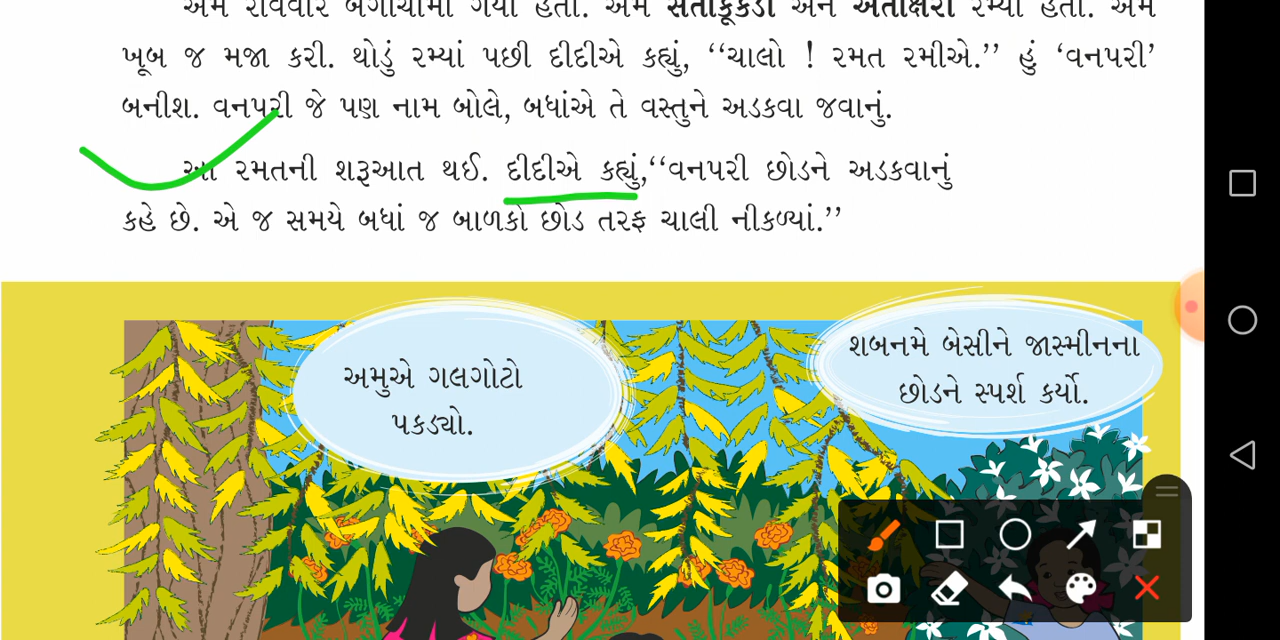 અમે રવિવારે બગીચામાં ગયાં હતાં. અમે સંતાકૂકડી અને અંતાક્ષરી રમ્યાં હતાં. અમે
ખૂબ જ મજા કરી. થોડું રમ્યાં પછી દીદીએ કહ્યું, ‘‘ચાલો ! રમત રમીએ.’’ હું ‘વનપરી’
બનીશ. વનપરી જે પણ નામ બોલે, બધાંએ તે વસ્તુને અડકવા જવાનું.
આ રમતની શરૂઆત થઈ. દીદીએ કહ્યું,‘‘વનપરી છોડને અડકવાનું
કહે છે. એ જ સમયે બધાં જ બાળકો છોડ તરફ ચાલી નીકળ્યાં.’’
અમુએ ગલગોટો
પકડ્યો.
શબનમે બેસીને જાસ્મીનના
છોડને સ્પર્શ કર્યો.